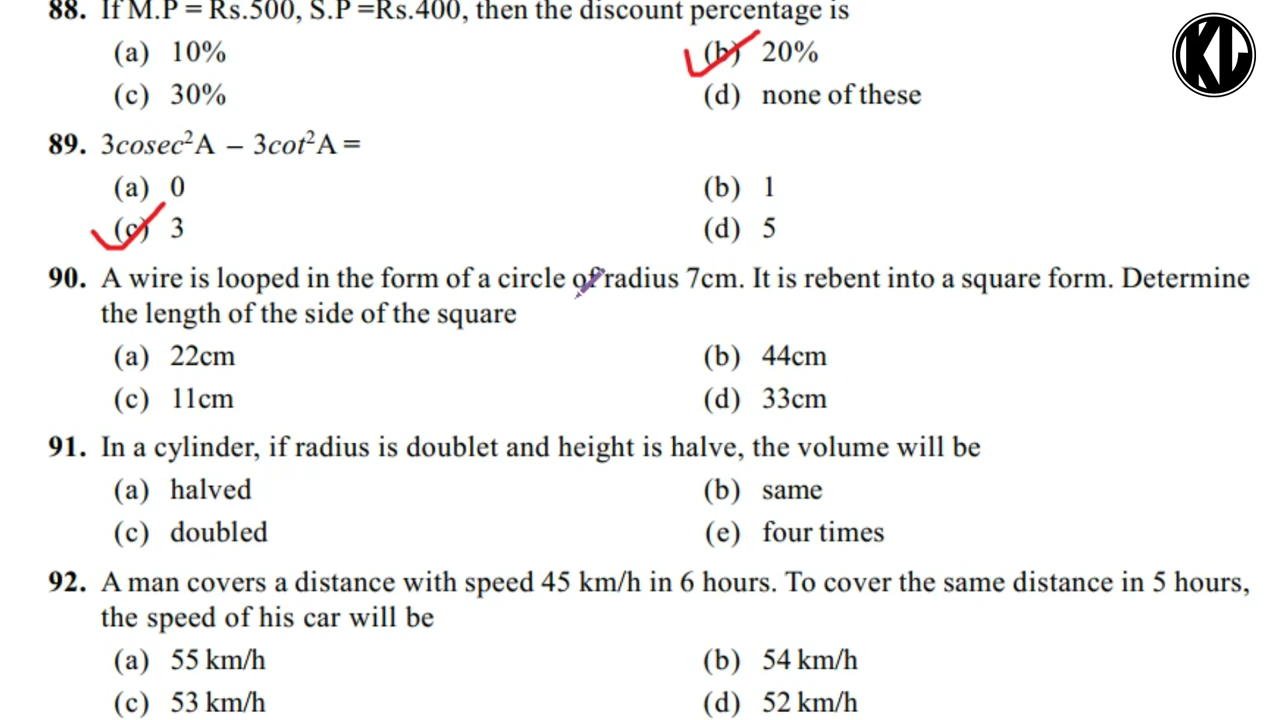 88. If M.P = Rs.500, S.P =Rs.400, then the discount percentage is
(a) 10% (b) 20%
(c) 30% (d) none of these
89. 3cosec²A – 3cot²A =
(a) 0 (b) 1
(c) 3 (d) 5
90. A wire is looped in the form of a circle of radius 7cm. It is rebent into a square form. Determine
the length of the side of the square
(a) 22cm (b) 44cm
(c) 11cm (d) 33cm
91. In a cylinder, if radius is doublet and height is halve, the volume will be
(a) halved (b) same
(c) doubled (e) four times
92. A man covers a distance with speed 45 km/h in 6 hours. To cover the same distance in 5 hours,
the speed of his car will be
(a) 55 km/h (b) 54 km/h
(c) 53 km/h (d) 52 km/h
KL